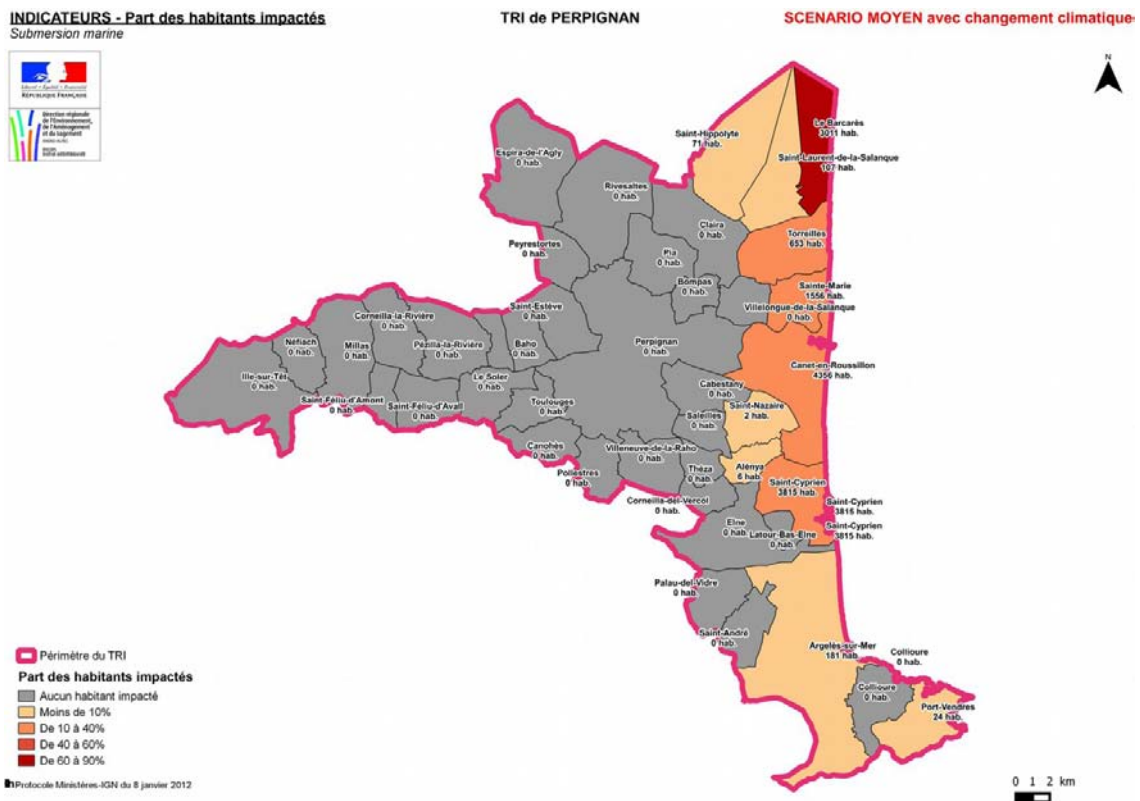 INDICATEURS - Part des habitants impactés
Submersion marine
TRI de PERPIGNAN
SCENARIO MOYEN avec changement climatique-
RÉPUBLIQUE FRANÇAISE
Direction régionale
de l'Environnement,
de l'Aménagement
et du Logement
N
Le Barcarès
3011 hab.
Saint-Hippolyte
71 hab.
Saint-Laurent-de-la-Salanque
107 hab.
Espira-de-l'Agly
0 hab.
Rivesaltes
0 hab.
Claira
0 hab.
Torreilles
653 hab.
Peyrestortes
0 hab.
Pia
0 hab.
Bompas
0 hab.
Sainte-Marie
1556 hab.
Villelongue-de-la-Salanque
0 hab.
Saint-Estève
0 hab.
Corneilla-la-Rivière
0 hab.
Néfiach
0 hab.
Millas
0 hab.
Pézilla-la-Rivière
0 hab.
Baho
0 hab.
Perpignan
0 hab.
Canet-en-Roussillon
4356 hab.
Ille-sur-Têt
0 hab.
Le Soler
0 hab.
Cabestany
0 hab.
Saint-Féliu-d'Amont
0 hab.
Saint-Féliu-d'Avall
0 hab.
Toulouges
0 hab.
Saint-Nazaire
2 hab.
Saleilles
0 hab.
Canohès
0 hab.
Villeneuve-de-la-Raho
0 hab.
Pollestres
0 hab.
Théza
0 hab.
Alénya
6 hab.
Saint-Cyprien
3815 hab.
Corneilla-del-Vercol
0 hab.
Saint-Cyprien
3815 hab.
Saint-Cyprien
3815 hab.
Elne
0 hab.
Latour-Bas-Elne
0 hab.
Palau-del-Vidre
0 hab.
Saint-André
0 hab.
Argelès-sur-Mer
181 hab.
Collioure
0 hab.
Collioure
0 hab.
Port-Vendres
24 hab.
Périmètre du TRI
Part des habitants impactés
Aucun habitant impacté
Moins de 10%
De 10 à 40%
De 40 à 60%
De 60 à 90%
Protocole Ministères-IGN du 8 janvier 2012
0 1 2 km